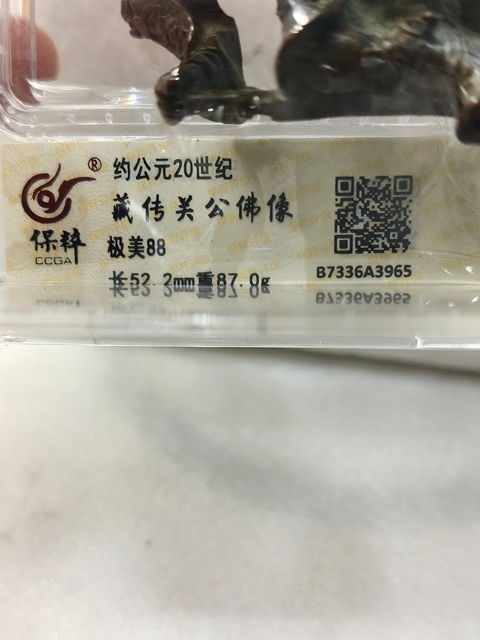 ®
约公元20世纪
藏传关公佛像
极美88
长52.2mm重87.0g
保粹
CCGA
B7336A3965